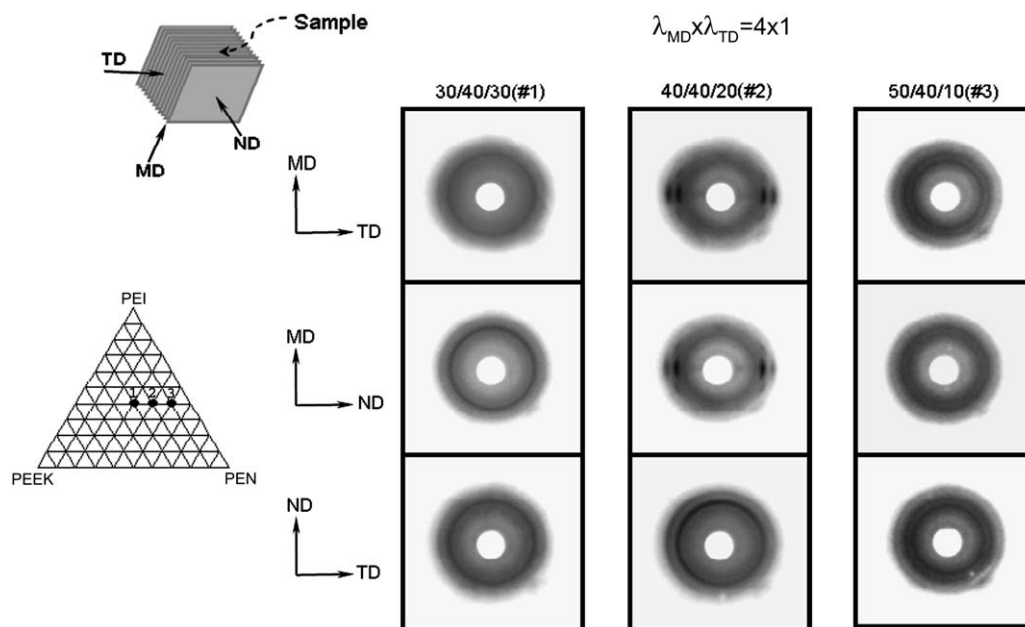 Sample
TD
ND
MD
λMDxλTD=4x1
30/40/30(#1)
40/40/20(#2)
50/40/10(#3)
MD
TD
MD
ND
ND
TD
PEI
1 2 3
PEEK
PEN